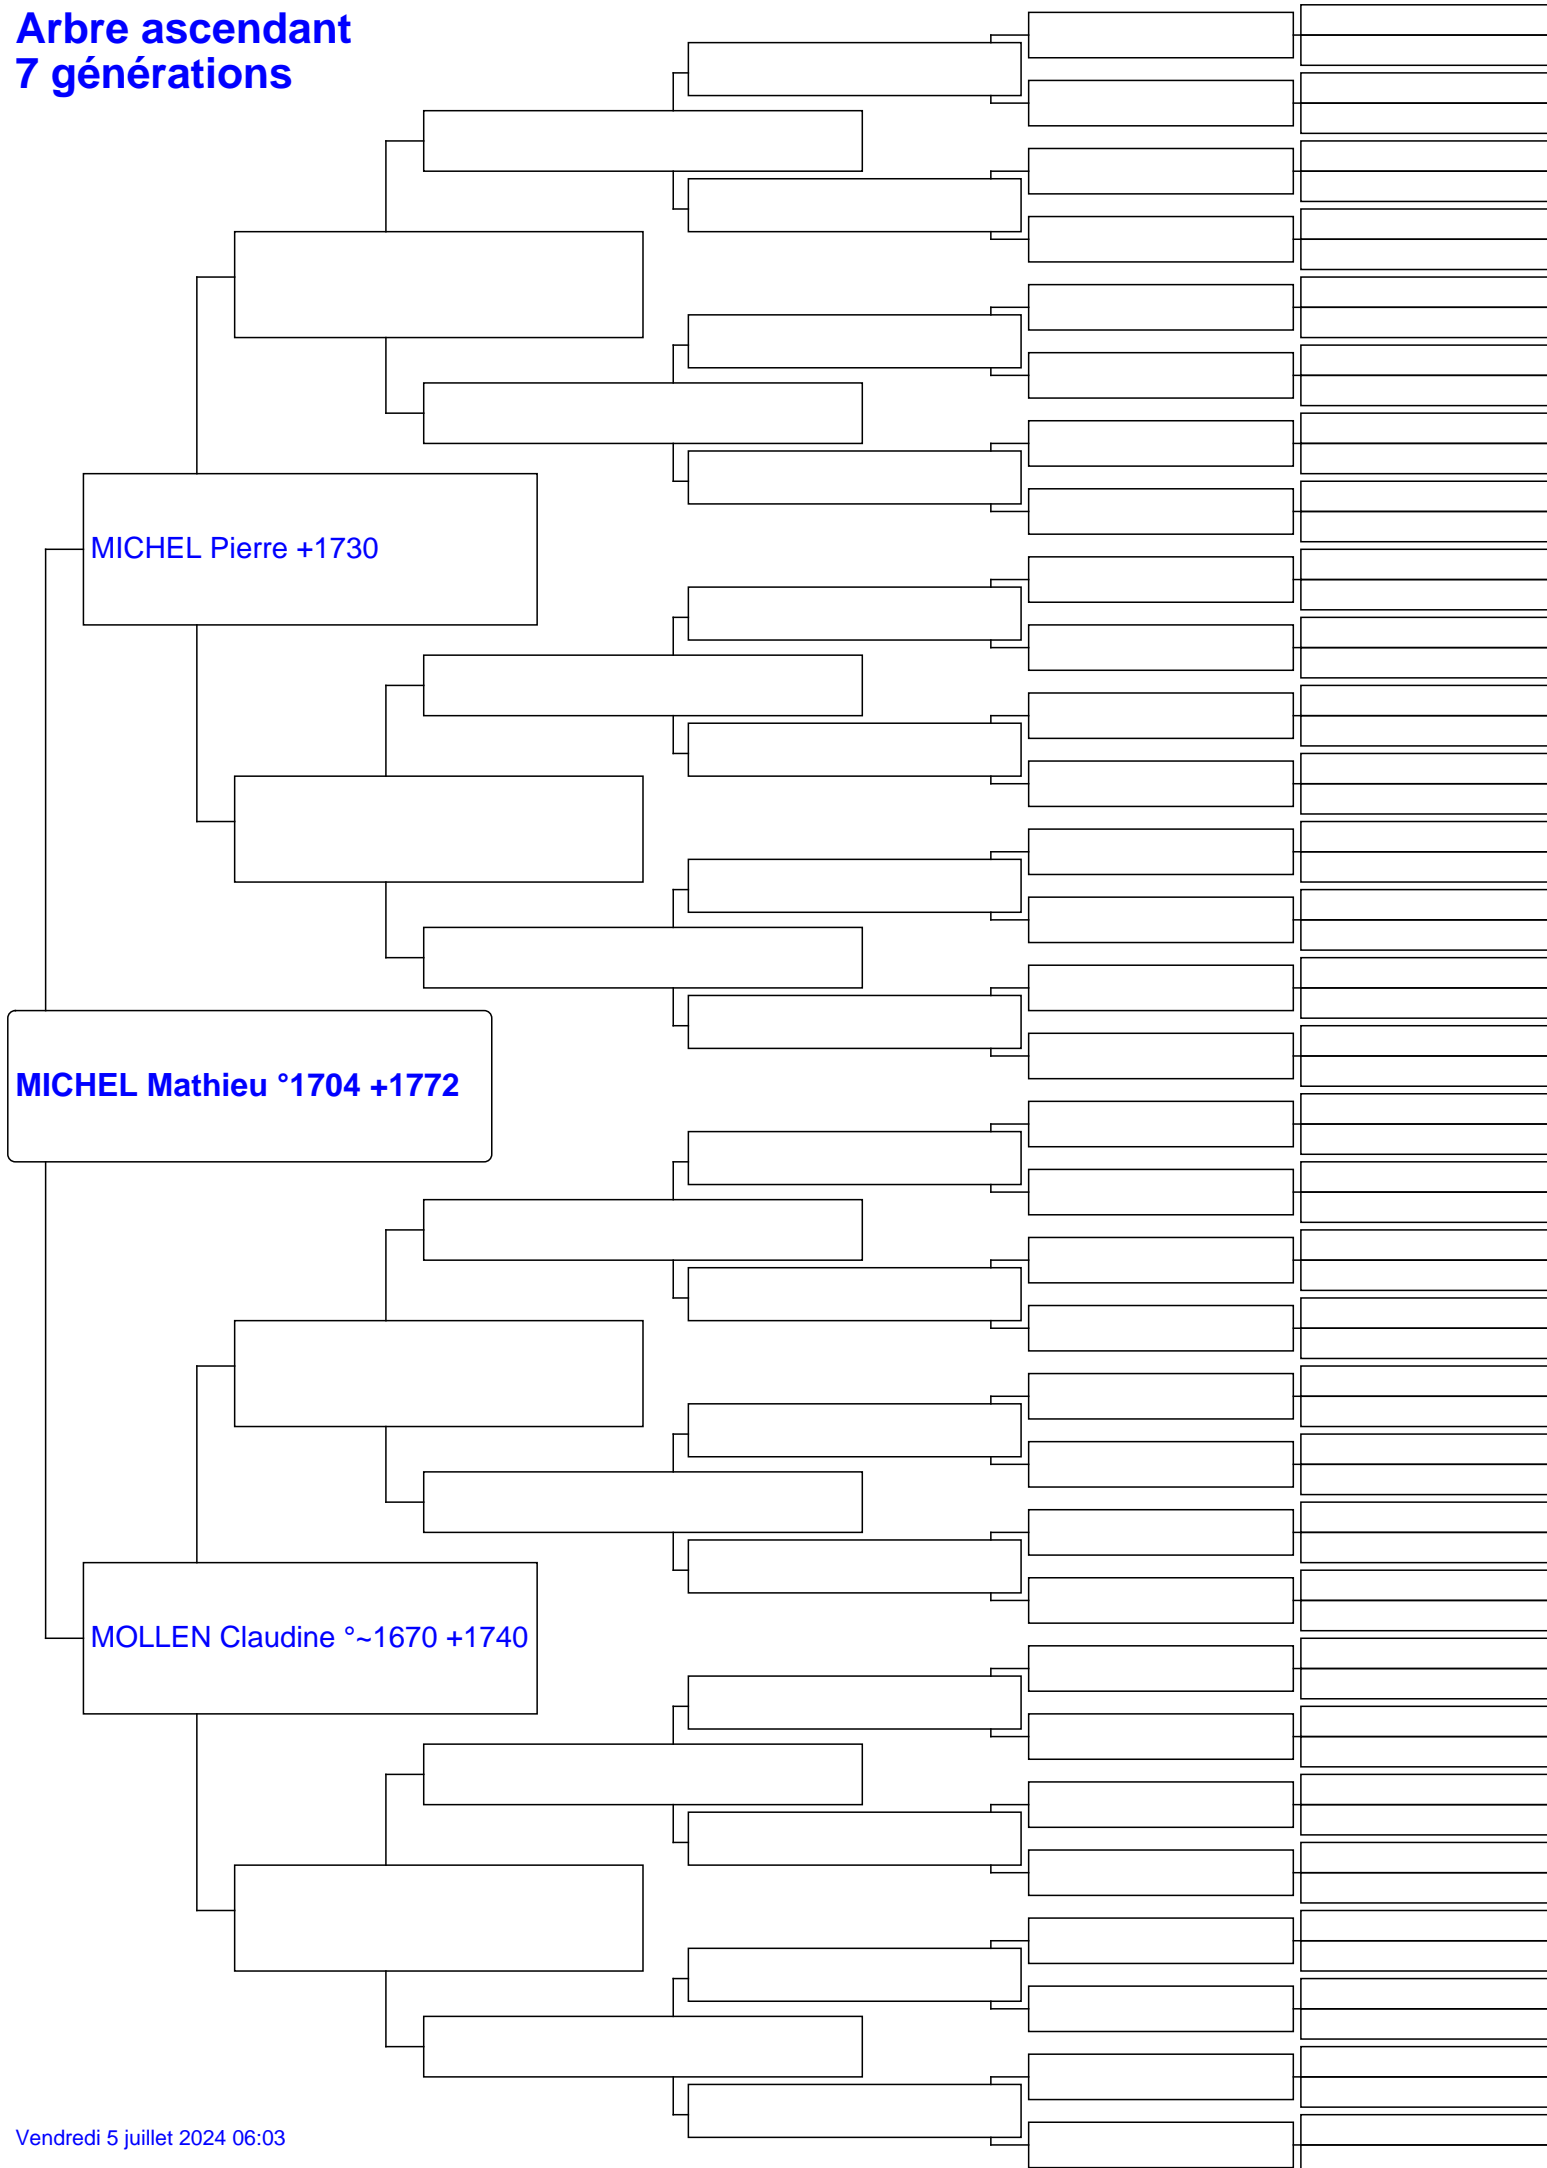 Arbre ascendant
7 générations
MICHEL Pierre +1730
MICHEL Mathieu °1704 +1772
MOLLEN Claudine °~1670 +1740
Vendredi 5 juillet 2024 06:03